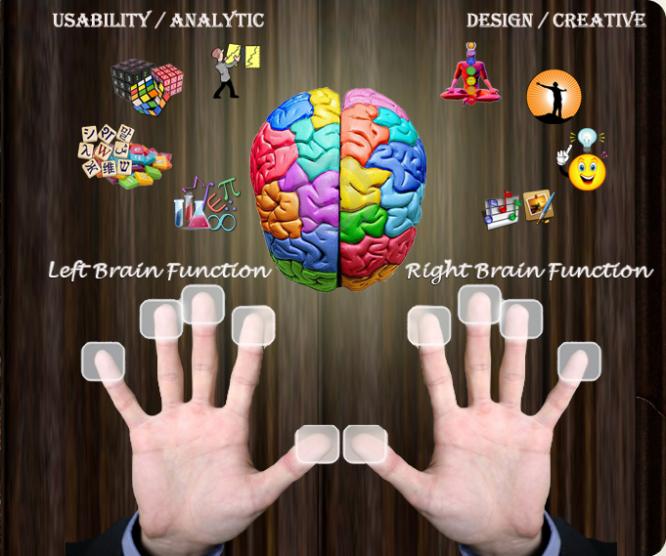 USABILITY / ANALYTIC
DESIGN / CREATIVE
Left Brain Function
Right Brain Function
π
∞